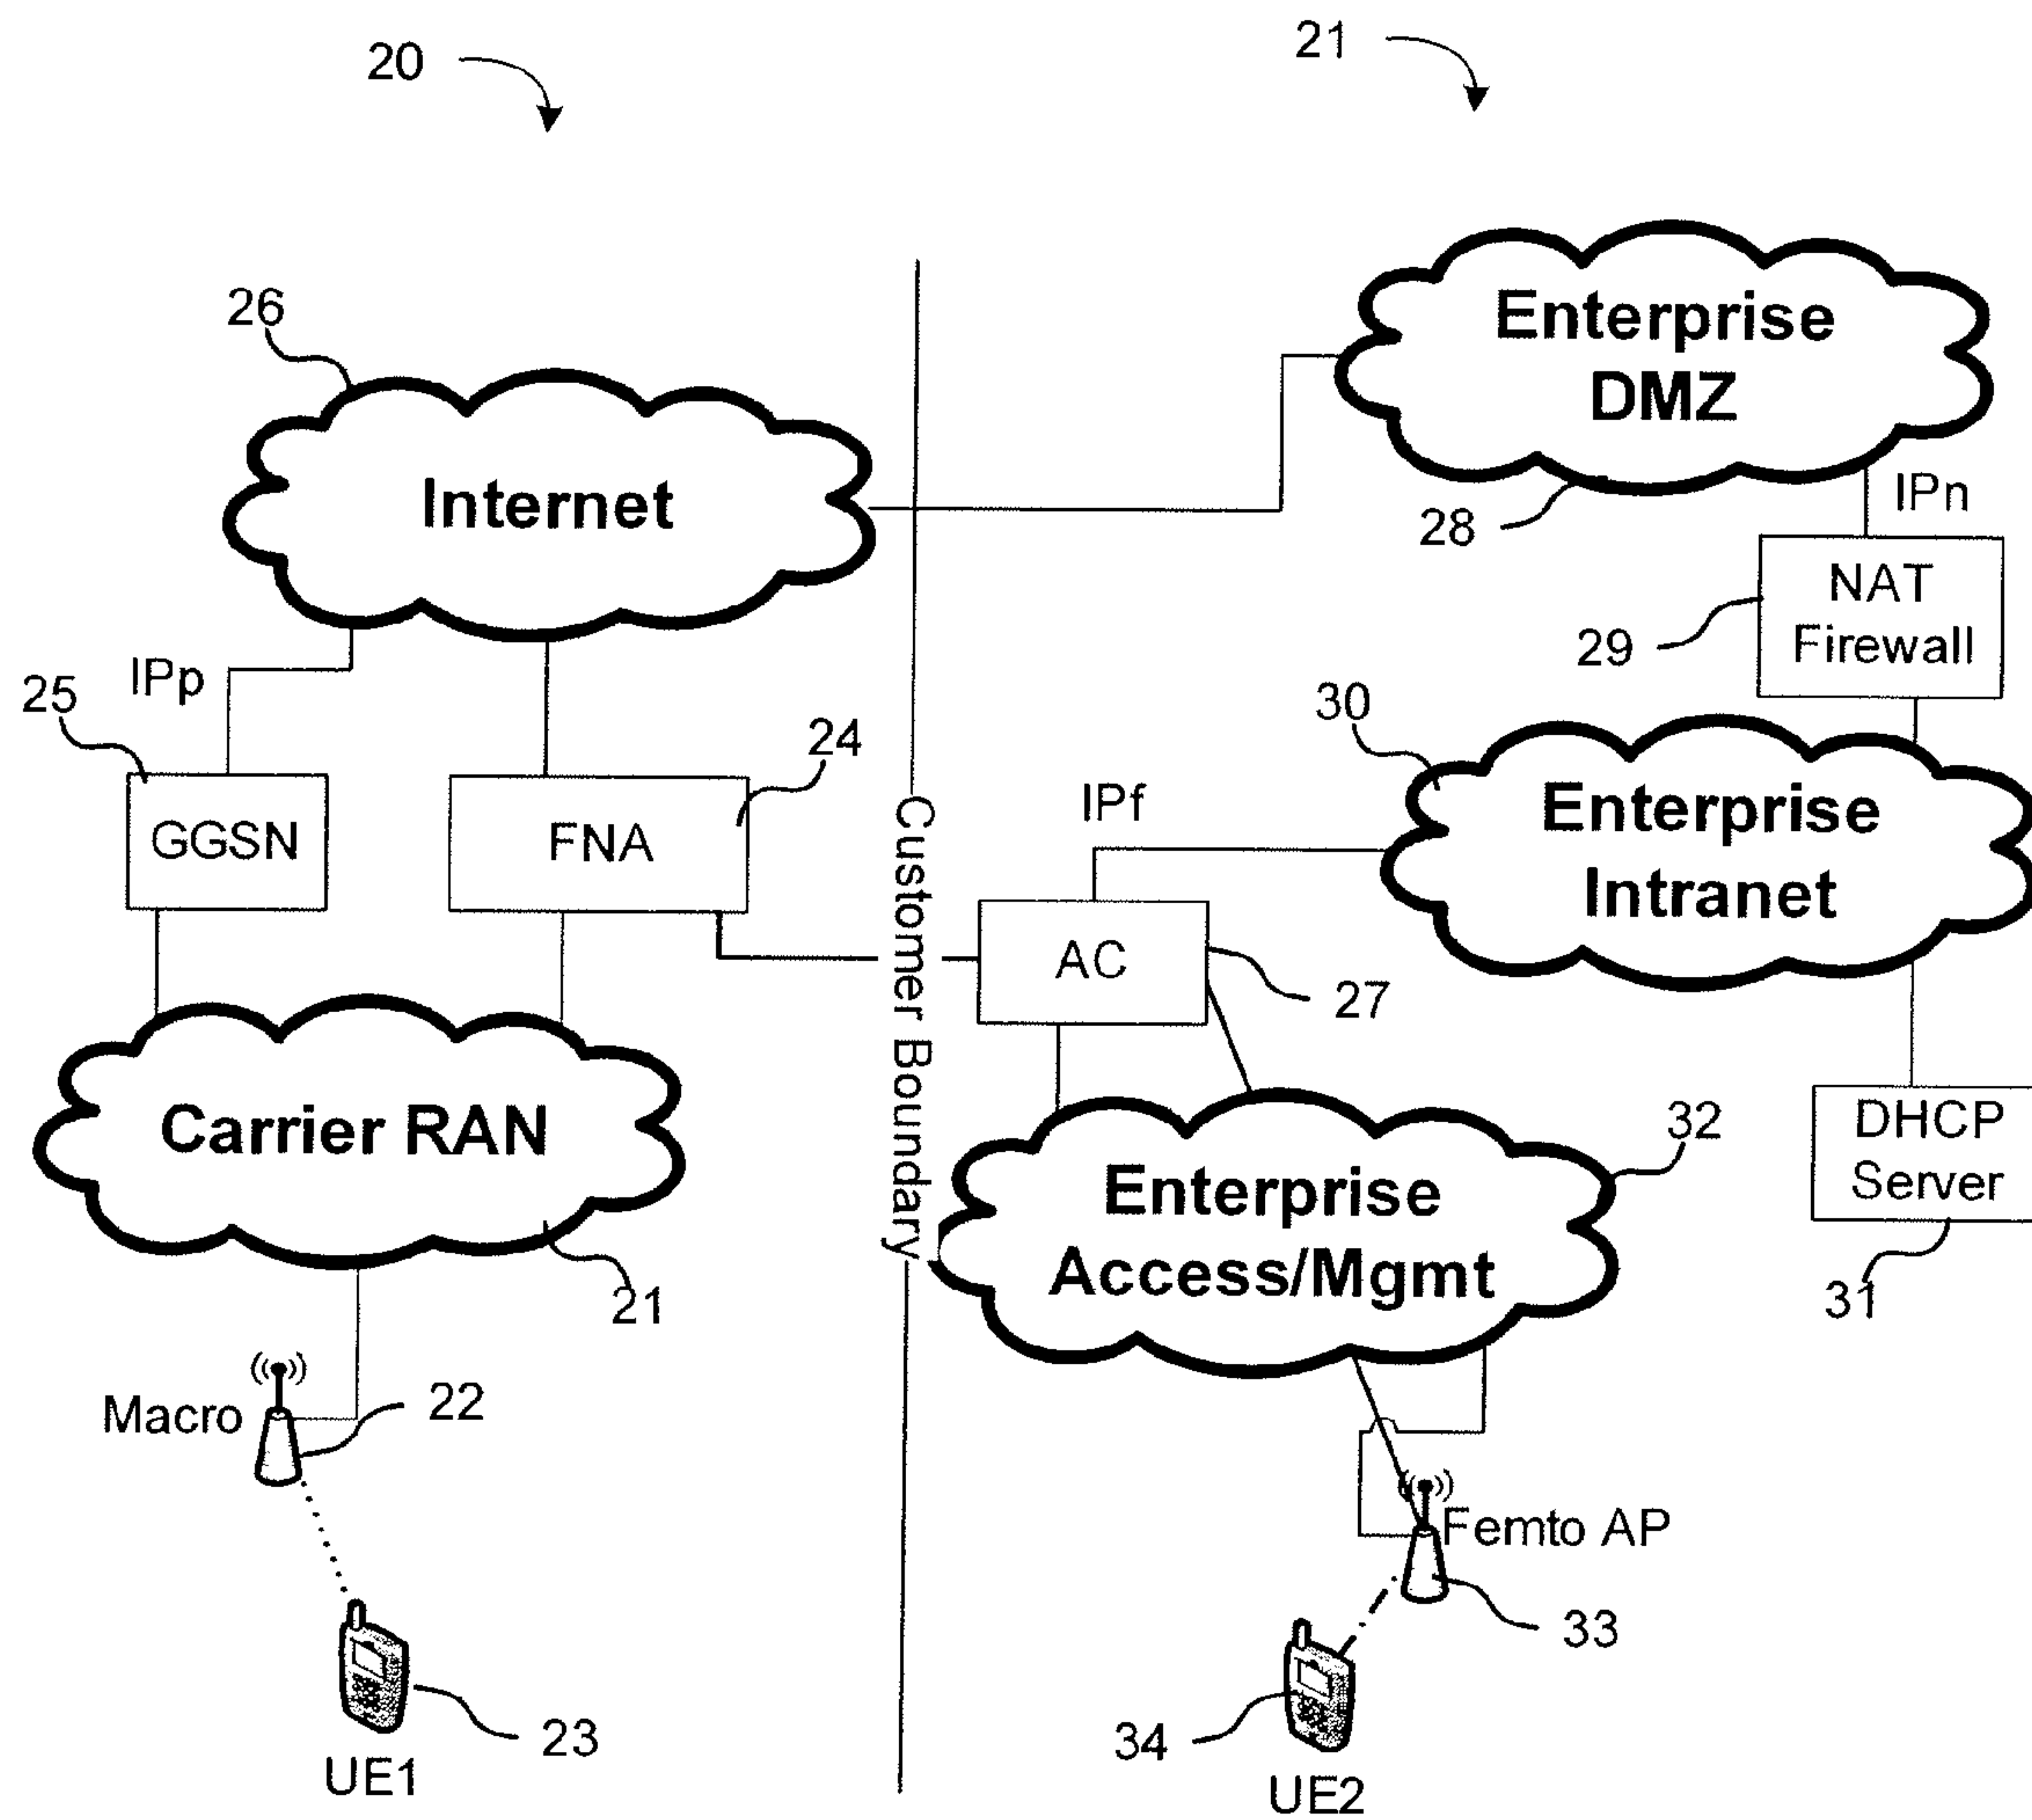 20
21
26
Internet
Enterprise
DMZ
28
IPn
NAT
Firewall
29
IPp
25
GGSN
24
FNA
Customer Boundary
30
Enterprise
Intranet
IPf
AC
27
Carrier RAN
21
32
Enterprise
Access/Mgmt
DHCP
Server
31
Macro
22
Femto AP
33
23
UE1
34
UE2